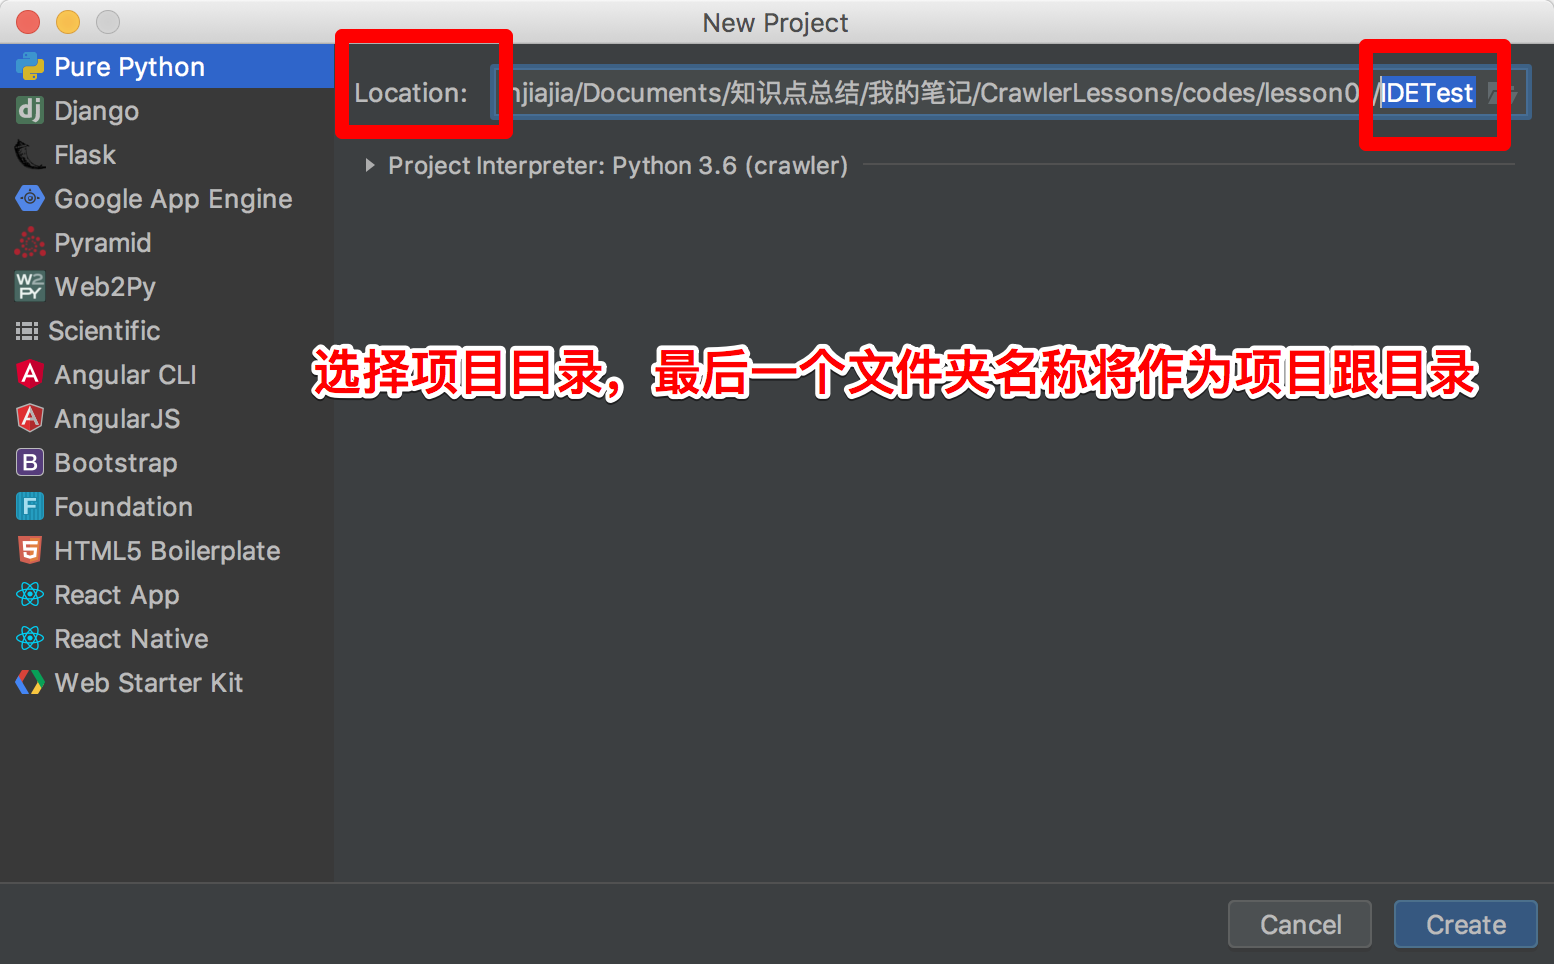 New Project
Pure Python
Django
Flask
Google App Engine
Pyramid
Web2Py
Scientific
Angular CLI
AngularJS
Bootstrap
Foundation
HTML5 Boilerplate
React App
React Native
Web Starter Kit
Location: njiajia/Documents/知识点总结/我的笔记/CrawlerLessons/codes/lesson0 /IDETest
Project Interpreter: Python 3.6 (crawler)
选择项目目录，最后一个文件夹名称将作为项目跟目录
Cancel
Create